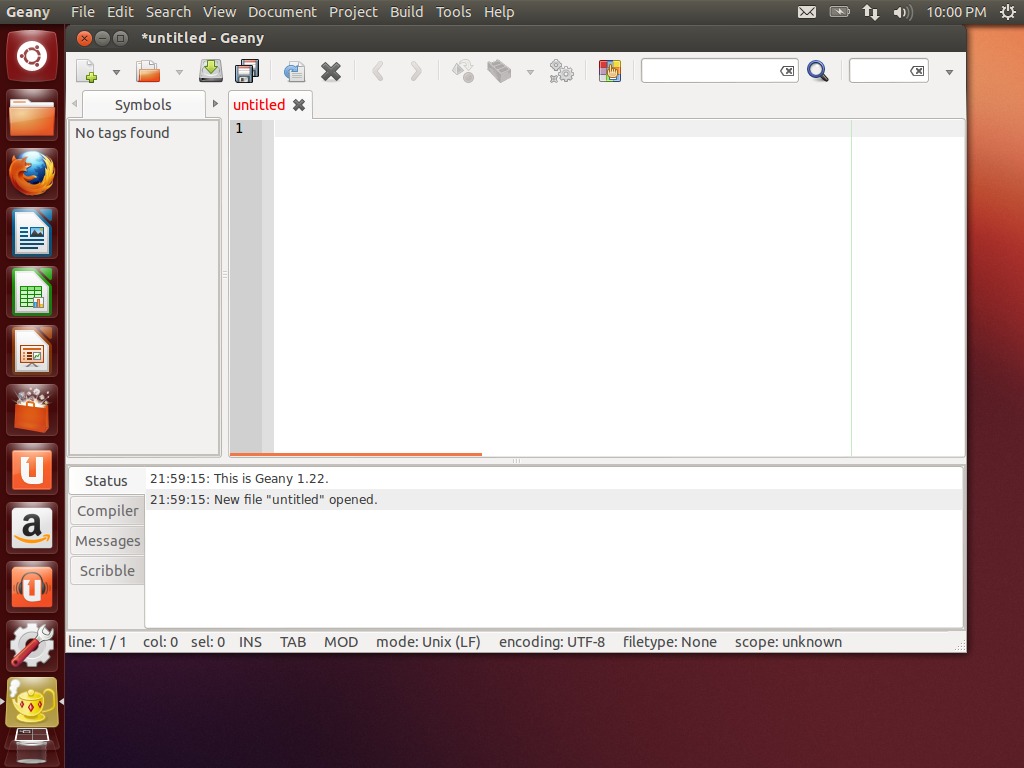 Geany File Edit Search View Document Project Build Tools Help 10:00 PM
*untitled - Geany
Symbols untitled
No tags found 1
Status 21:59:15: This is Geany 1.22.
21:59:15: New file "untitled" opened.
Compiler
Messages
Scribble
line: 1 / 1 col: 0 sel: 0 INS TAB MOD mode: Unix (LF) encoding: UTF-8 filetype: None scope: unknown